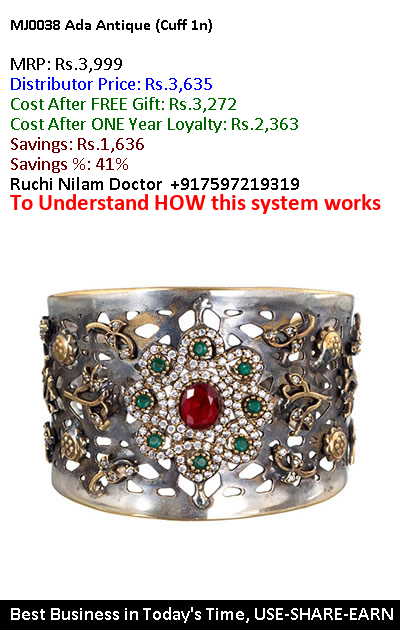 MJ0038 Ada Antique (Cuff 1n)
MRP: Rs.3,999
Distributor Price: Rs.3,635
Cost After FREE Gift: Rs.3,272
Cost After ONE Year Loyalty: Rs.2,363
Savings: Rs.1,636
Savings %: 41%
Ruchi Nilam Doctor +917597219319
To Understand HOW this system works
Best Business in Today's Time, USE-SHARE-EARN